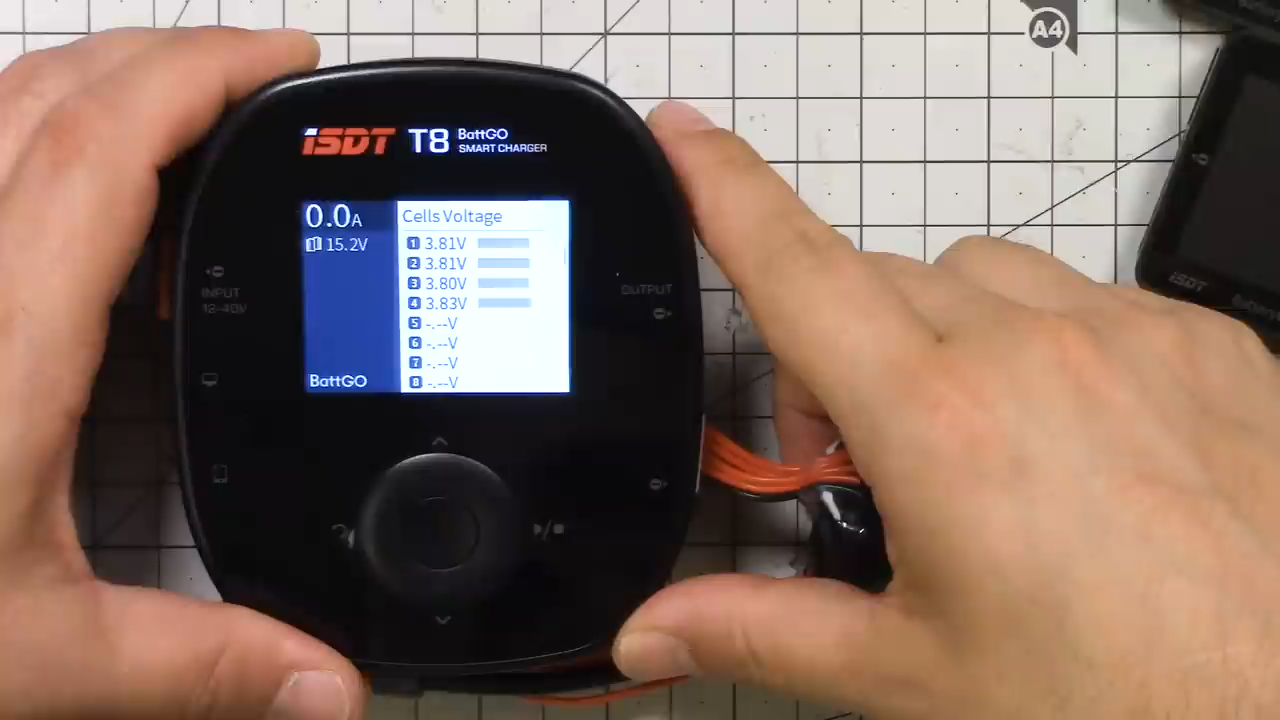 A4
iSDT T8 BattGO
SMART CHARGER
0.0A
15.2V
BattGO
Cells Voltage
1 3.81V
2 3.81V
3 3.80V
4 3.83V
5 -.--V
6 -.--V
7 -.--V
8 -.--V
INPUT
12-40V
OUTPUT
iSDT